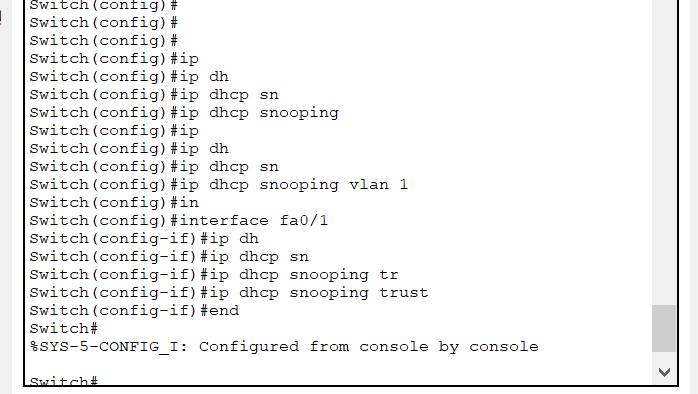 Switch(config)#
Switch(config)#
Switch(config)#
Switch(config)#ip
Switch(config)#ip dh
Switch(config)#ip dhcp sn
Switch(config)#ip dhcp snooping
Switch(config)#ip
Switch(config)#ip dh
Switch(config)#ip dhcp sn
Switch(config)#ip dhcp snooping vlan 1
Switch(config)#in
Switch(config)#interface fa0/1
Switch(config-if)#ip dh
Switch(config-if)#ip dhcp sn
Switch(config-if)#ip dhcp snooping tr
Switch(config-if)#ip dhcp snooping trust
Switch(config-if)#end
Switch#
%SYS-5-CONFIG_I: Configured from console by console
Switch#